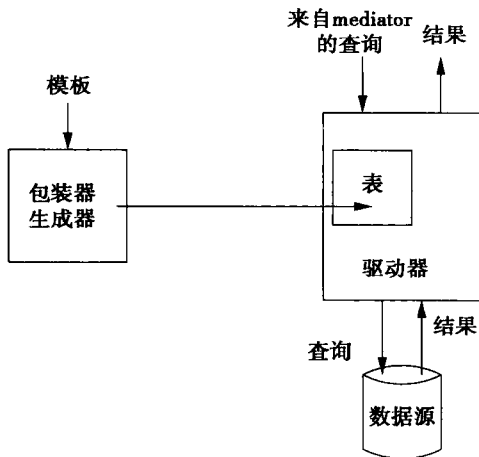 来自mediator
的查询
结果
模板
包装器
生成器
表
驱动器
查询
结果
数据源